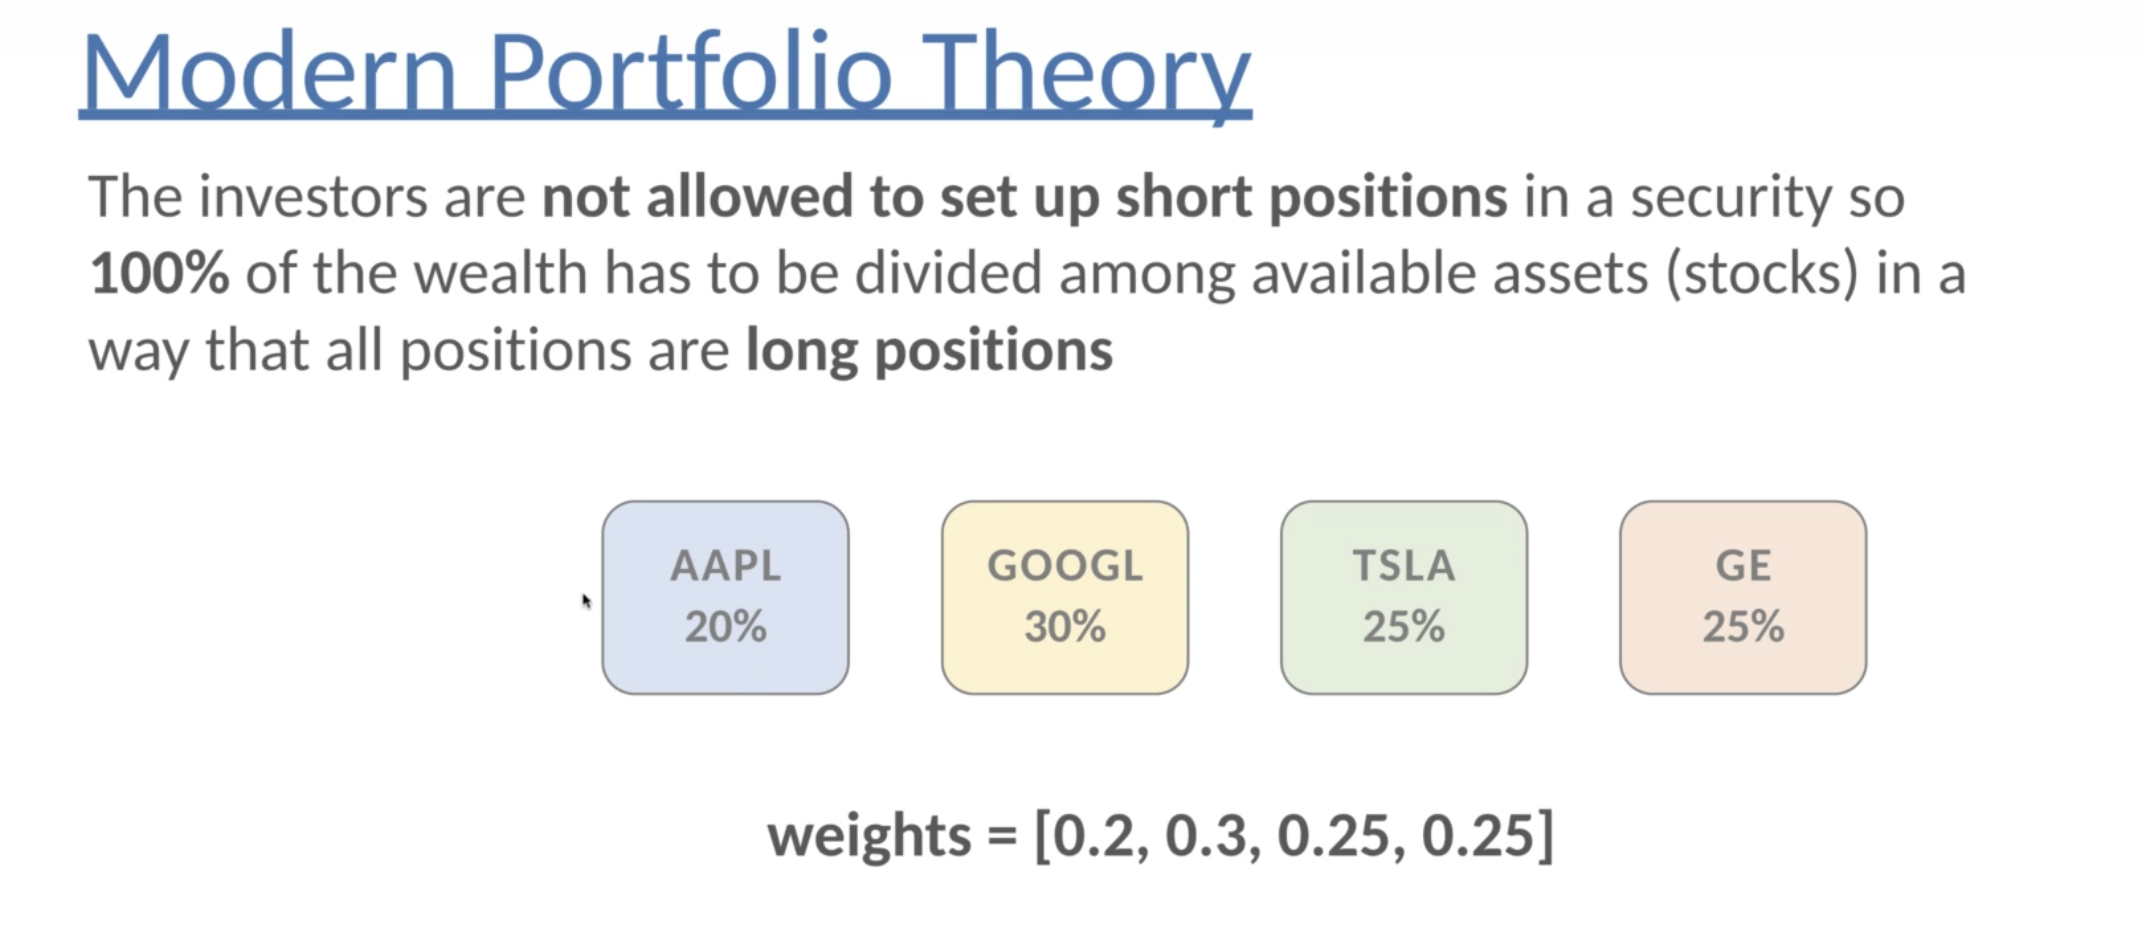 Modern Portfolio Theory
The investors are not allowed to set up short positions in a security so
100% of the wealth has to be divided among available assets (stocks) in a
way that all positions are long positions
AAPL
20%
GOOGL
30%
TSLA
25%
GE
25%
weights = [0.2, 0.3, 0.25, 0.25]